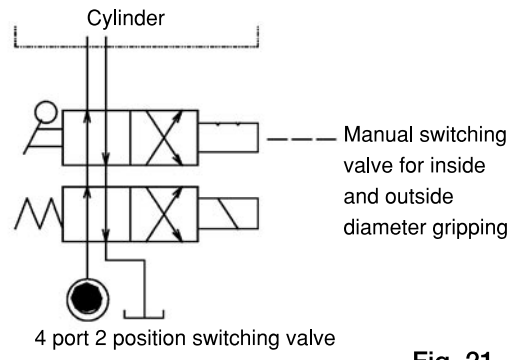 Cylinder
Manual switching
valve for inside
and outside
diameter gripping
4 port 2 position switching valve
Fig. 21